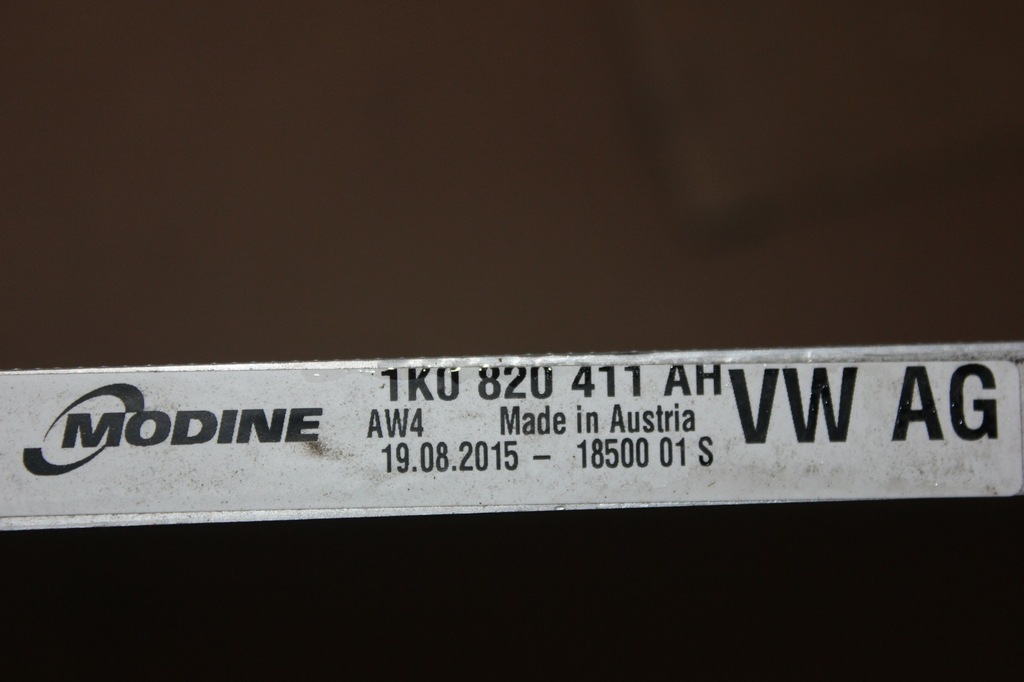 MODINE
1K0 820 411 AH
AW4 Made in Austria
19.08.2015 – 18500 01 S
VW AG